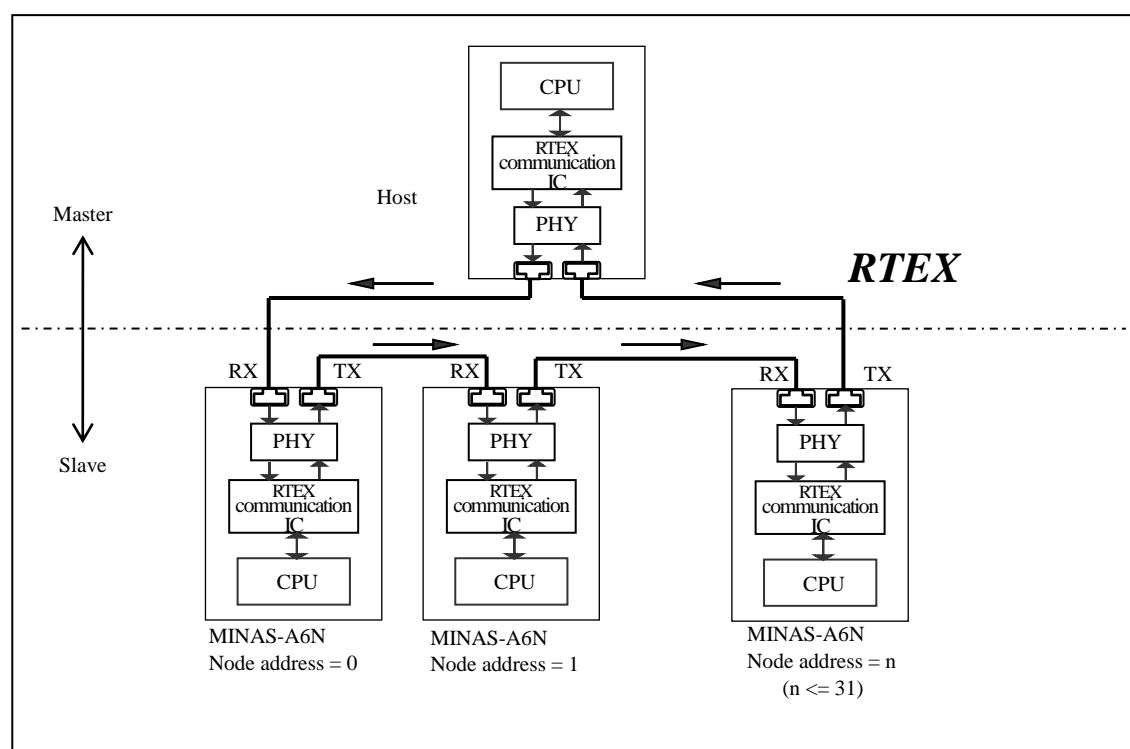 CPU
RTEX
communication
IC
Host
PHY
Master
RTEX
RX
TX
RX
TX
RX
TX
PHY
PHY
PHY
Slave
RTEX
communication
IC
RTEX
communication
IC
RTEX
communication
IC
CPU
CPU
CPU
MINAS-A6N
Node address = 0
MINAS-A6N
Node address = 1
MINAS-A6N
Node address = n
(n <= 31)